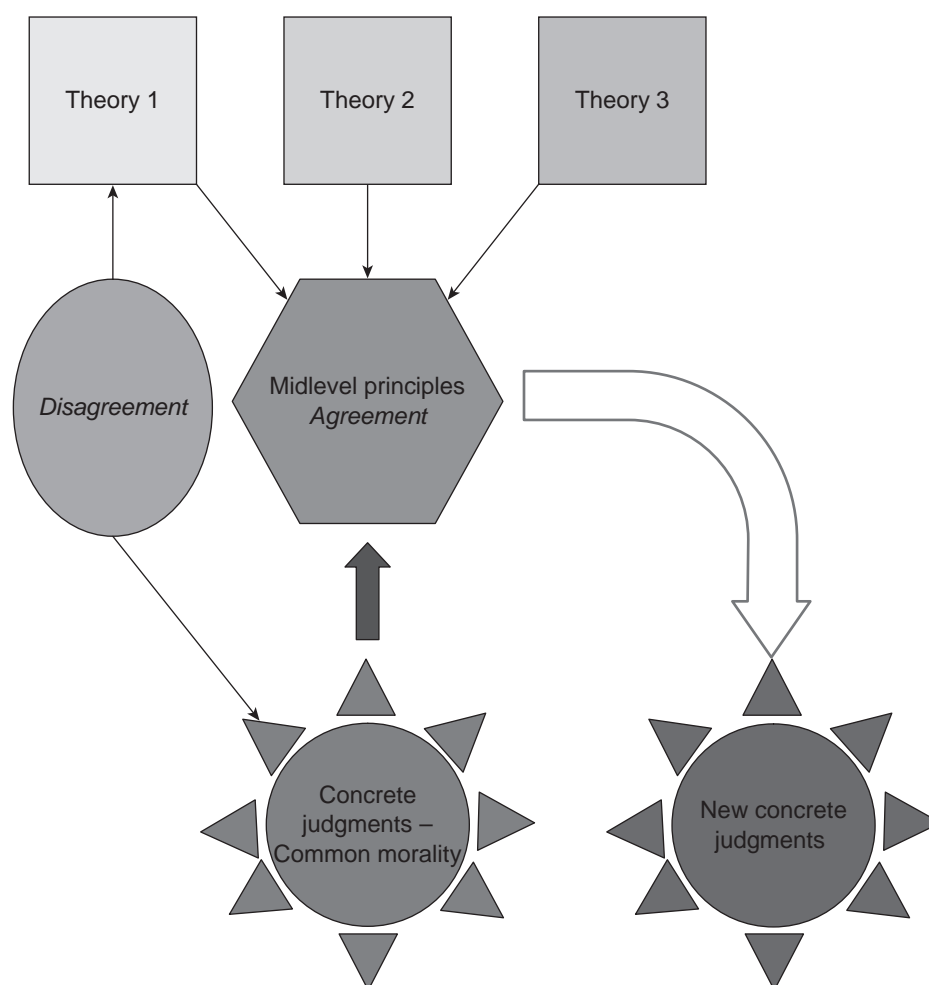 Theory 1
Theory 2
Theory 3
Disagreement
Midlevel principles
Agreement
Concrete
judgments –
Common morality
New concrete
judgments